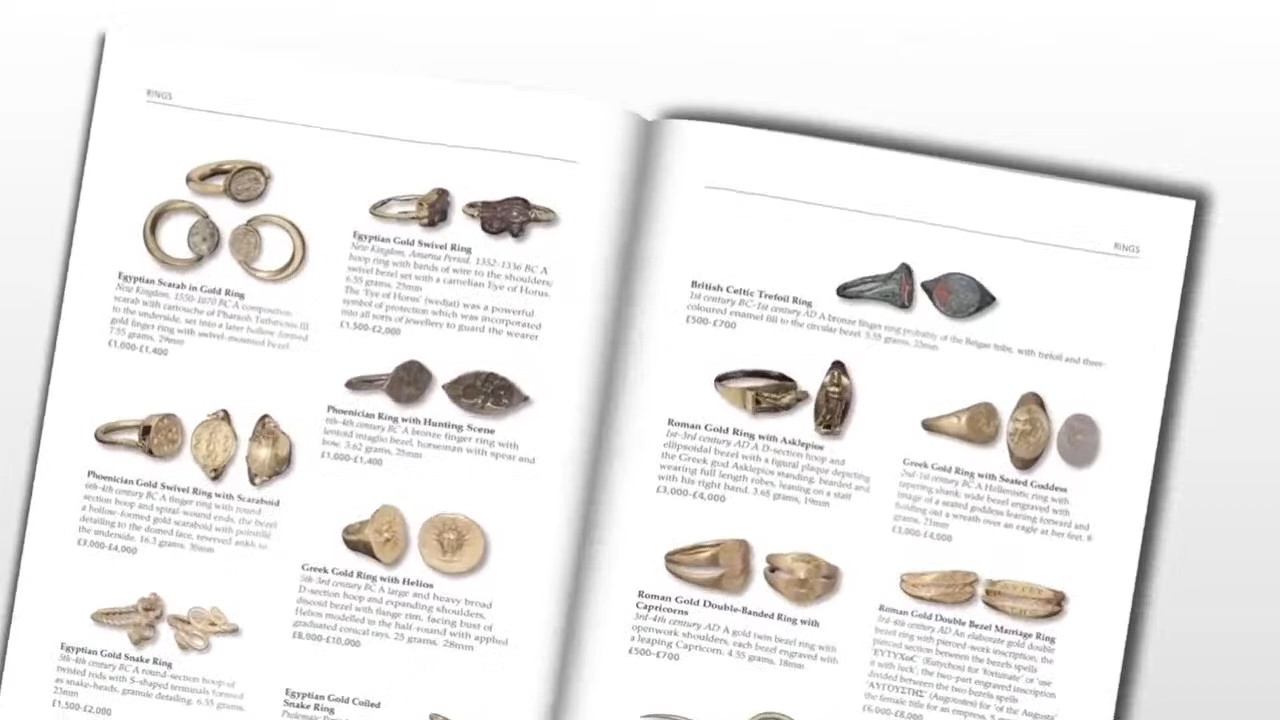 RINGS
Egyptian Scarab in Gold Ring
New Kingdom, 1550-1070 BC A composition
scarab with cartouche of Pharaoh Tuthmosis III
to the underside, set into a later hollow-formed
gold finger ring with swivel-mounted bezel.
7.55 grams, 29mm
£1,000-£1,400
Phoenician Gold Swivel Ring with Scaraboid
6th-4th century BC A finger ring with round
section hoop and spiral-wound ends, the bezel
a hollow-formed gold scaraboid with pointillé
detailing to the domed face, reserved ankh to
the underside. 16.3 grams, 30mm
£3,000-£4,000
Egyptian Gold Snake Ring
5th-4th century BC A round-section hoop of
twisted rods with S-shaped terminals formed
as snake-heads, granule detailing. 6.55 grams,
23mm
£1,500-£2,000
Egyptian Gold Swivel Ring
New Kingdom, Amarna Period, 1352-1336 BC A
hoop ring with bands of wire to the shoulders;
swivel bezel set with a carnelian Eye of Horus.
6.55 grams, 25mm
The 'Eye of Horus' (wedjat) was a powerful
symbol of protection which was incorporated
into all sorts of jewellery to guard the wearer
£1,500-£2,000
Phoenician Ring with Hunting Scene
6th-4th century BC A bronze finger ring with
lentoid intaglio bezel, horseman with spear and
bow. 3.62 grams, 25mm
£1,000-£1,400
Greek Gold Ring with Helios
5th-3rd century BC A large and heavy broad
D-section hoop and expanding shoulders,
discoid bezel with flange rim, facing bust of
Helios modelled in the half-round with applied
graduated conical rays. 25 grams, 28mm
£8,000-£10,000
Egyptian Gold Coiled
Snake Ring
Ptolemaic
RINGS
British Celtic Trefoil Ring
1st century BC-1st century AD A bronze finger ring probably of the Belgae tribe, with trefoil and three-
coloured enamel fill to the circular bezel. 5.55 grams, 23mm
£500-£700
Roman Gold Ring with Asklepios
1st-3rd century AD A D-section hoop and
ellipsoidal bezel with a figural plaque depicting
the Greek god Asklepios standing, bearded and
wearing full length robes, leaning on a staff
with his right hand. 3.65 grams, 19mm
£3,000-£4,000
Roman Gold Double-Banded Ring with
Capricorns
3rd-4th century AD A gold twin bezel ring with
openwork shoulders, each bezel engraved with
a leaping Capricorn. 4.55 grams, 18mm
£500-£700
Greek Gold Ring with Seated Goddess
2nd-1st century BC A Hellenistic ring with
tapering shank; wide bezel engraved with
image of a seated goddess leaning forward and
holding out a wreath over an eagle at her feet. 6
grams, 21mm
£3,000-£4,000
Roman Gold Double Bezel Marriage Ring
3rd-4th century AD An elaborate gold double
bezel ring with pierced-work inscription, the
pierced section between the bezels spells
'ΕΥΤΥΧѡC' (Eutychos) for 'fortunate' or 'use
it with luck'; the two-part engraved inscription
divided between the two bezels spells
'ΑΥΓΟΥΣΤΗΣ' (Augoustes) for 'of the Augusta'
the female title for an empress. 5
£6,000-£8,000